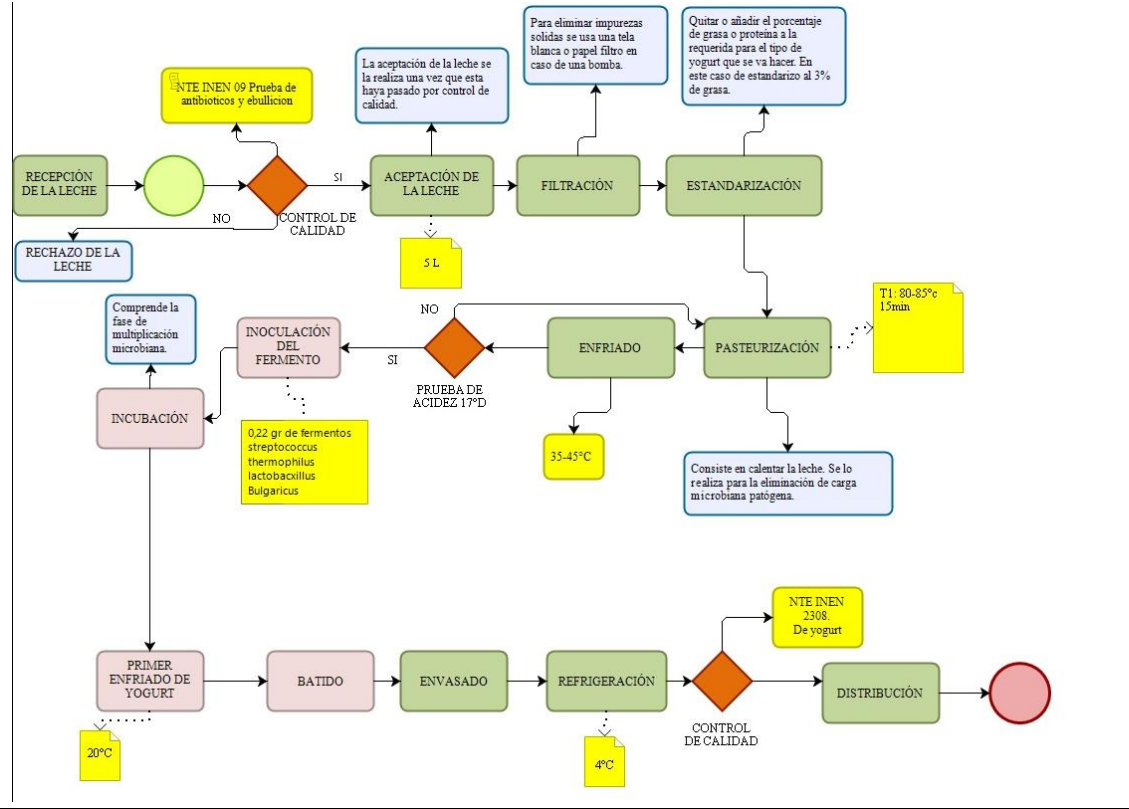 Para eliminar impurezas
solidas se usa una tela
blanca o papel filtro en
caso de una bomba.
Quitar o añadir el porcentaje
de grasa o proteína a la
requerida para el tipo de
yogurt que se va hacer. En
este caso de estandarizo al 3%
de grasa.
La aceptación de la leche se
la realiza una vez que esta
haya pasado por control de
calidad.
NTE INEN 09 Prueba de
antibioticos y ebullicion
RECEPCIÓN
DE LA LECHE
SI
ACEPTACIÓN DE
LA LECHE
FILTRACIÓN
ESTANDARIZACIÓN
NO
CONTROL DE
CALIDAD
RECHAZO DE LA
LECHE
5 L
T1: 80-85°c
15min
Comprende la
fase de
multiplicación
microbiana.
INOCULACIÓN
DEL
FERMENTO
NO
SI
PRUEBA DE
ACIDEZ 17°D
ENFRIADO
PASTEURIZACIÓN
INCUBACIÓN
0,22 gr de fermentos
streptococcus
thermophilus
lactobacxillus
Bulgaricus
35-45°C
Consiste en calentar la leche. Se lo
realiza para la eliminación de carga
microbiana patógena.
NTE INEN
2308.
De yogurt
PRIMER
ENFRIADO DE
YOGURT
BATIDO
ENVASADO
REFRIGERACIÓN
CONTROL
DE CALIDAD
DISTRIBUCIÓN
20°C
4°C